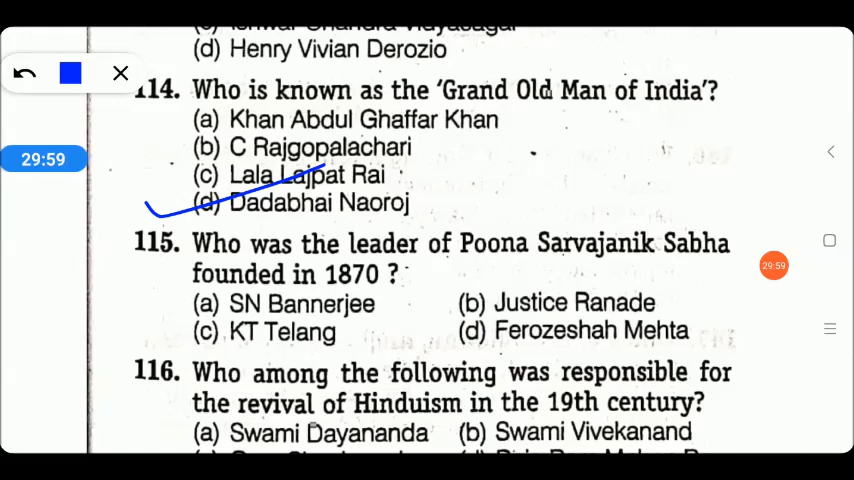 (d) Henry Vivian Derozio
114. Who is known as the 'Grand Old Man of India'?
(a) Khan Abdul Ghaffar Khan
(b) C Rajgopalachari
29:59
(c) Lala Lajpat Rai
(d) Dadabhai Naoroj
115. Who was the leader of Poona Sarvajanik Sabha
29:59
founded in 1870 ?
(a) SN Bannerjee (b) Justice Ranade
(c) KT Telang (d) Ferozeshah Mehta
116. Who among the following was responsible for
the revival of Hinduism in the 19th century?
(a) Swami Dayananda (b) Swami Vivekanand